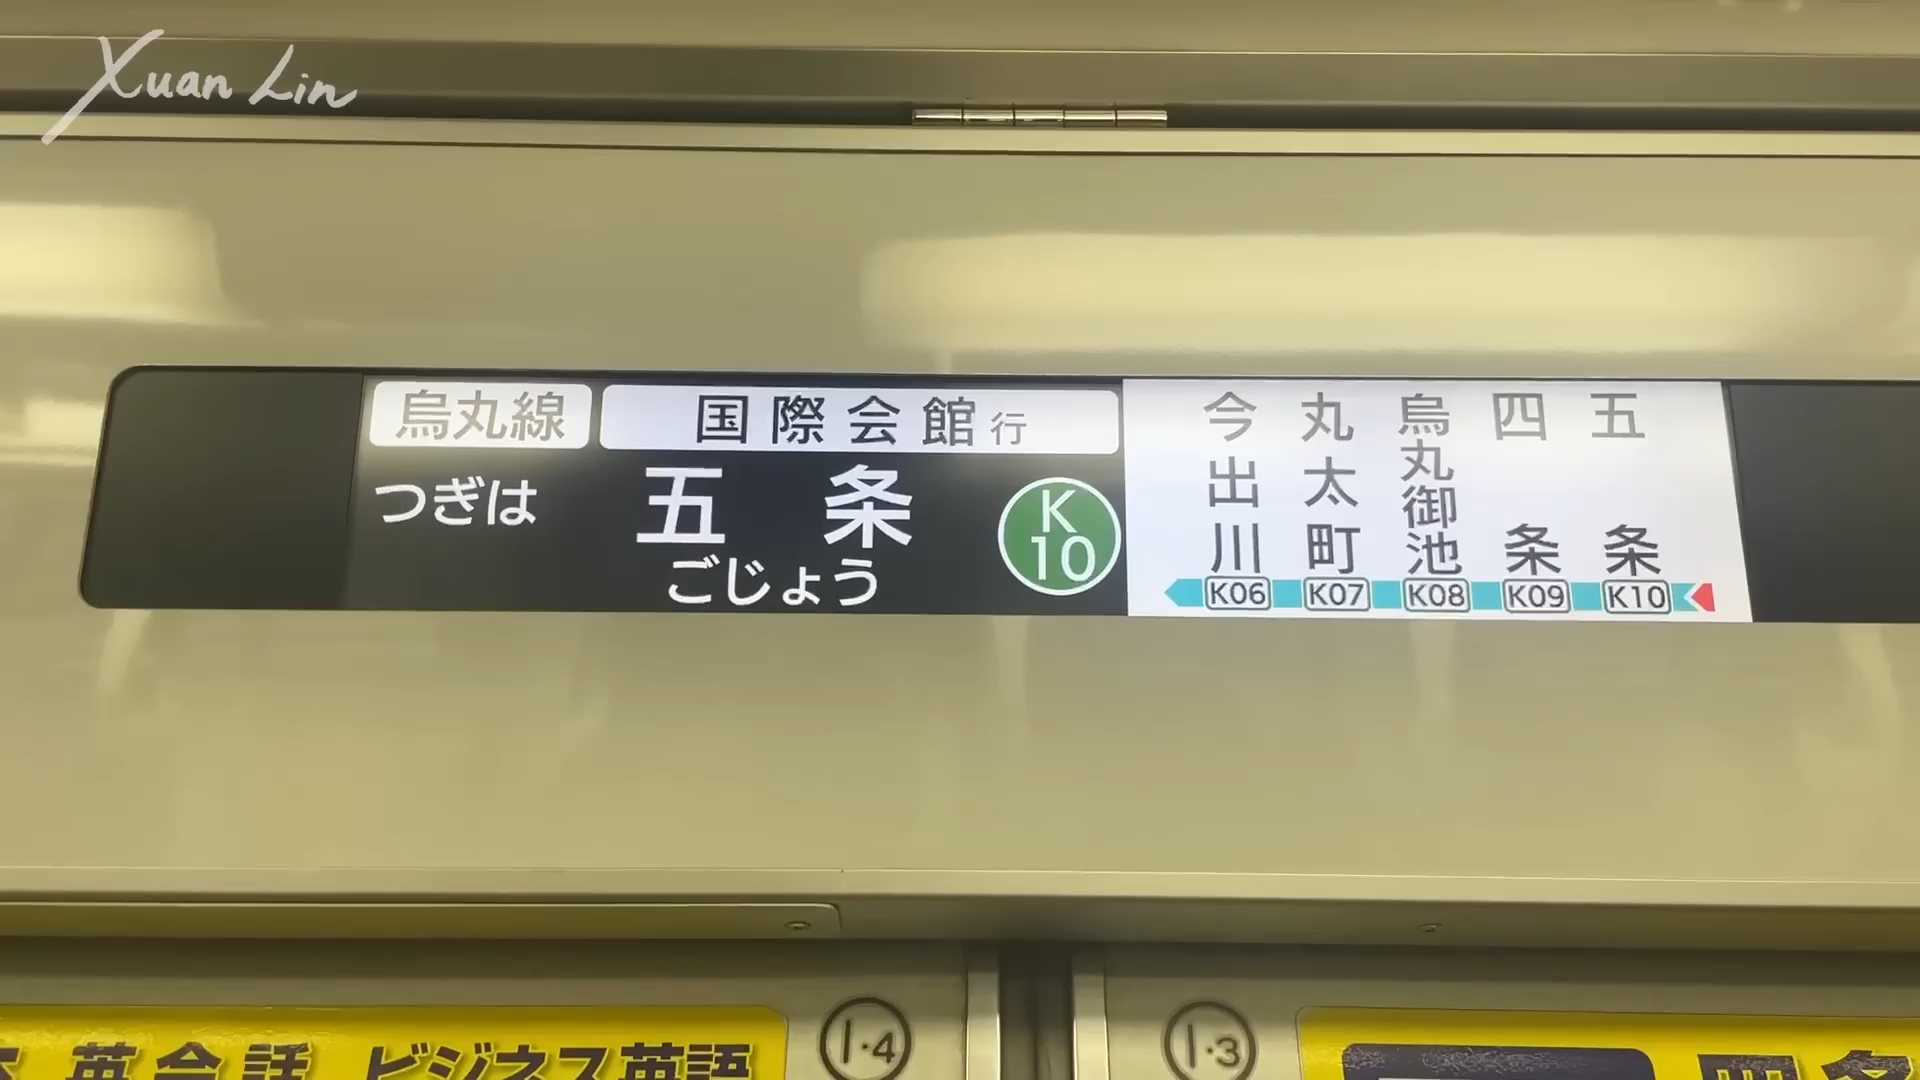 Xuan Lin
烏丸線
国際会館行
つぎは
五条
ごじょう
K
10
今出川
丸太町
烏丸御池
四条
五条
K06
K07
K08
K09
K10
英会話 ビジネス英語
1・4
1・3
四条